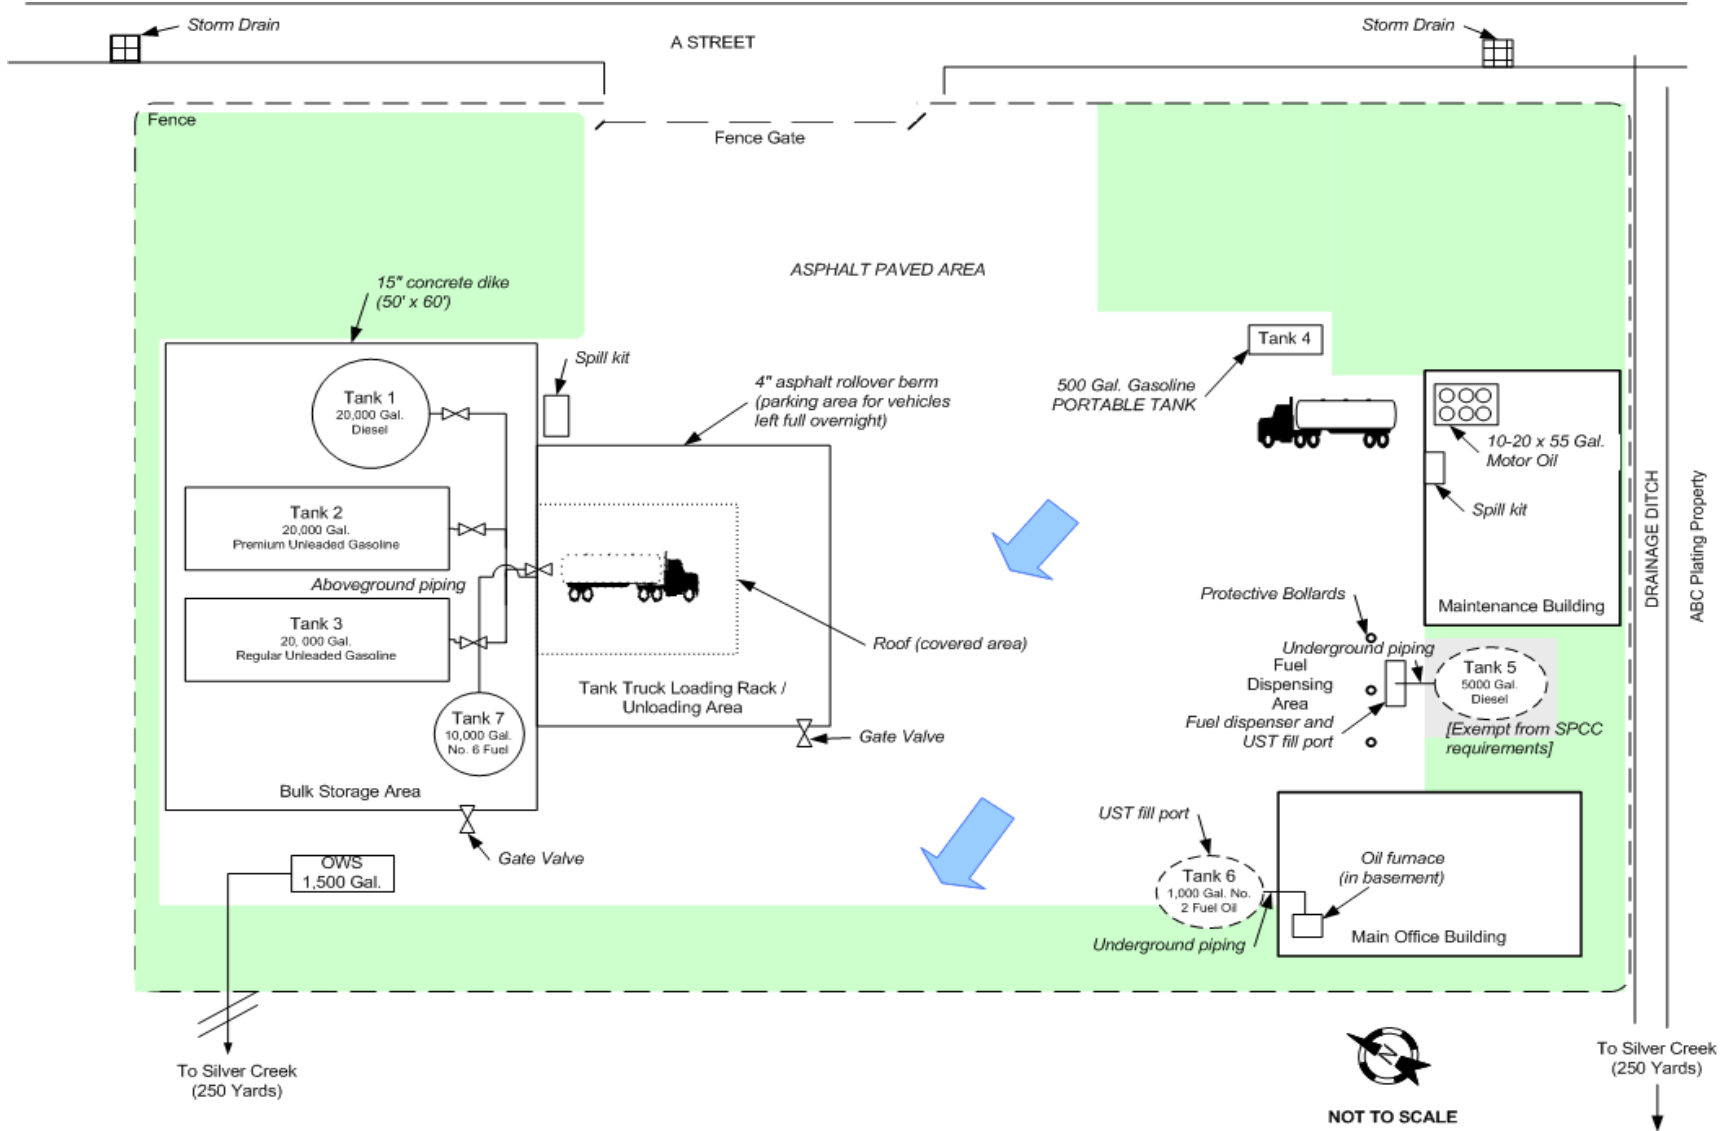 Storm Drain
A STREET
Storm Drain
Fence
Fence Gate
ASPHALT PAVED AREA
15" concrete dike
(50' x 60')
Tank 1
20,000 Gal.
Diesel
Spill kit
4" asphalt rollover berm
(parking area for vehicles
left full overnight)
Tank 4
500 Gal. Gasoline
PORTABLE TANK
10-20 x 55 Gal.
Motor Oil
Spill kit
Maintenance Building
DRAINAGE DITCH
ABC Plating Property
Tank 2
20,000 Gal.
Premium Unleaded Gasoline
Aboveground piping
Tank 3
20, 000 Gal.
Regular Unleaded Gasoline
Roof (covered area)
Tank Truck Loading Rack /
Unloading Area
Gate Valve
Tank 7
10,000 Gal.
No. 6 Fuel
Bulk Storage Area
Gate Valve
OWS
1,500 Gal.
To Silver Creek
(250 Yards)
Protective Bollards
Underground piping
Fuel
Dispensing
Area
Fuel dispenser and
UST fill port
Tank 5
5000 Gal.
Diesel
[Exempt from SPCC
requirements]
UST fill port
Tank 6
1,000 Gal. No.
2 Fuel Oil
Underground piping
Oil furnace
(in basement)
Main Office Building
N
NOT TO SCALE
To Silver Creek
(250 Yards)